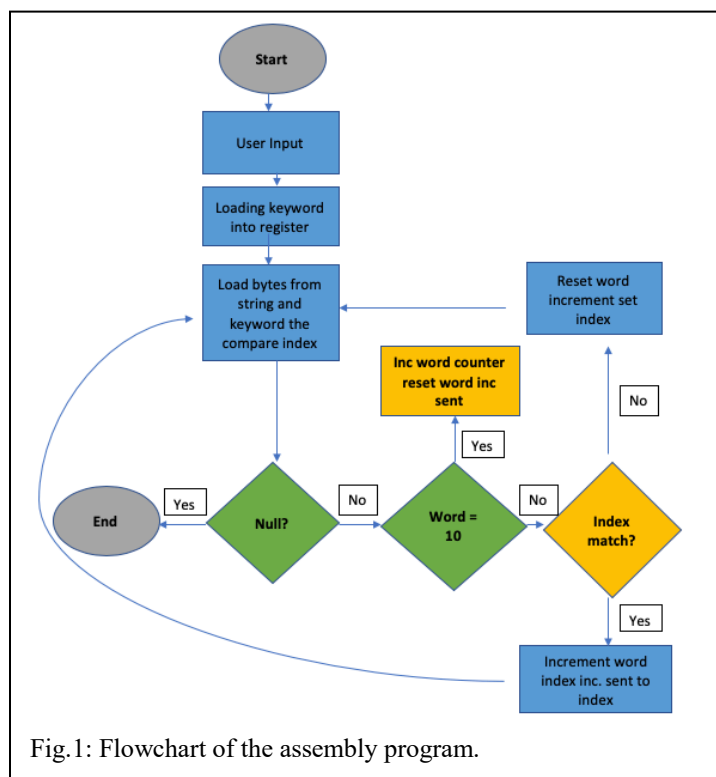 Start
User Input
Loading keyword
into register
Load bytes from
string and
keyword the
compare index
Reset word
increment set
index
Inc word counter
reset word inc
sent
No
Yes
End
Yes
Null?
No
Word =
10
No
Index
match?
Yes
Increment word
index inc. sent to
index
Fig.1: Flowchart of the assembly program.